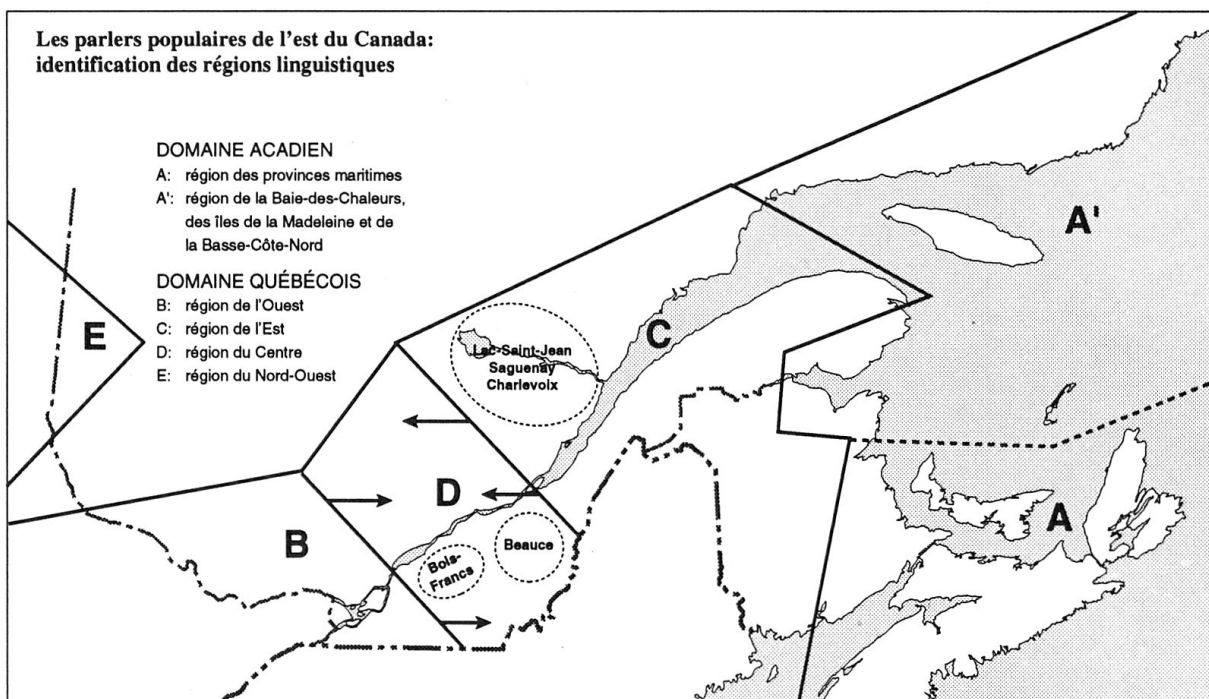 Les parlers populaires de l'est du Canada:
identification des régions linguistiques
DOMAINE ACADIEN
A: région des provinces maritimes
A': région de la Baie-des-Chaleurs,
des îles de la Madeleine et de
la Basse-Côte-Nord
DOMAINE QUÉBÉCOIS
B: région de l'Ouest
C: région de l'Est
D: région du Centre
E: région du Nord-Ouest
A'
E
C
Lac-Saint-Jean
Saguenay
Charlevoix
D
A
B
Beauce
Bois-
Francs